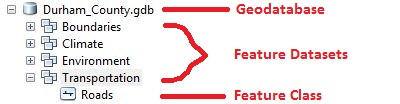 Durham_County.gdb Geodatabase
Boundaries
Climate
Environment Feature Datasets
Transportation
Roads Feature Class